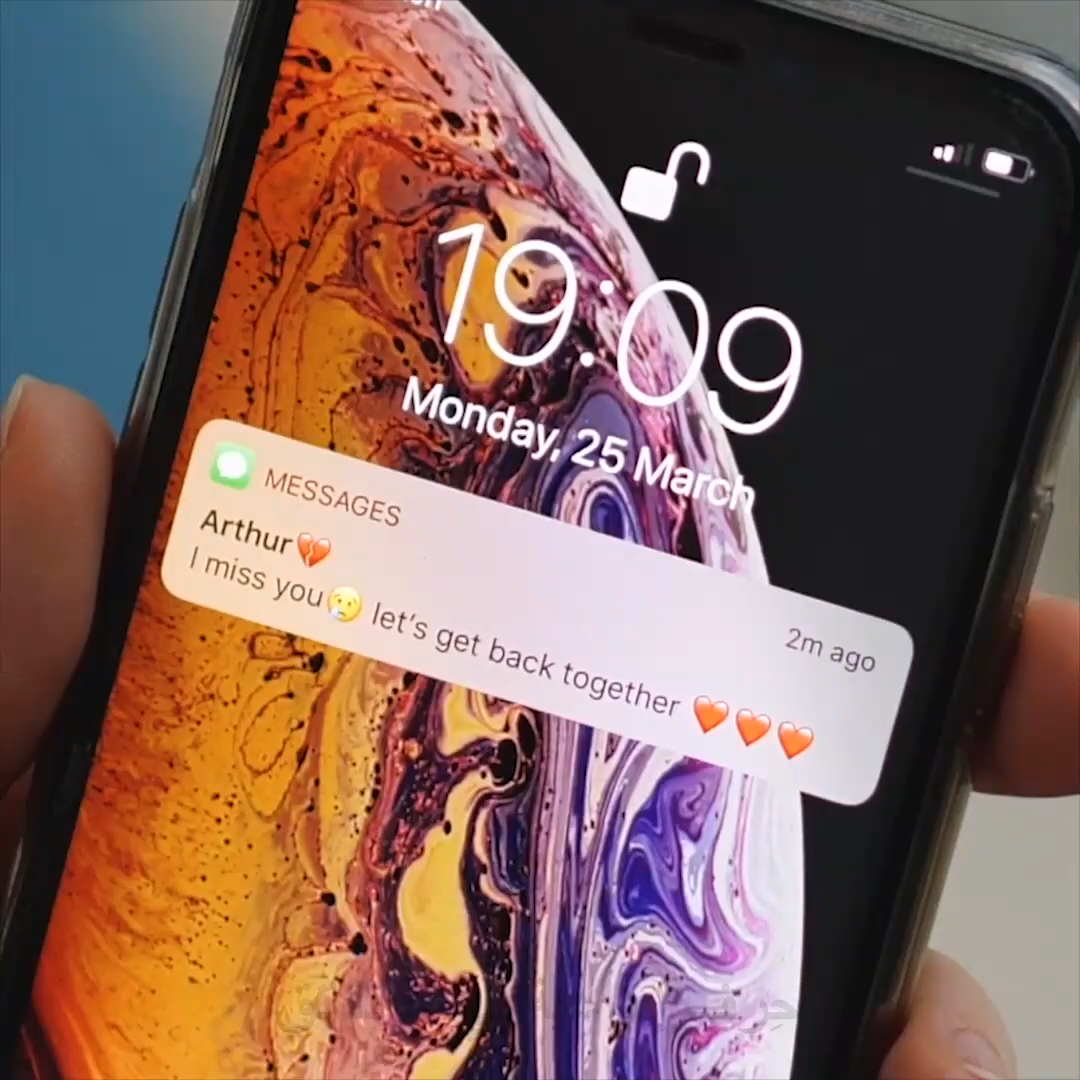 19:09
Monday, 25 March
MESSAGES
2m ago
Arthur💔
I miss you😢 let's get back together ❤️❤️❤️